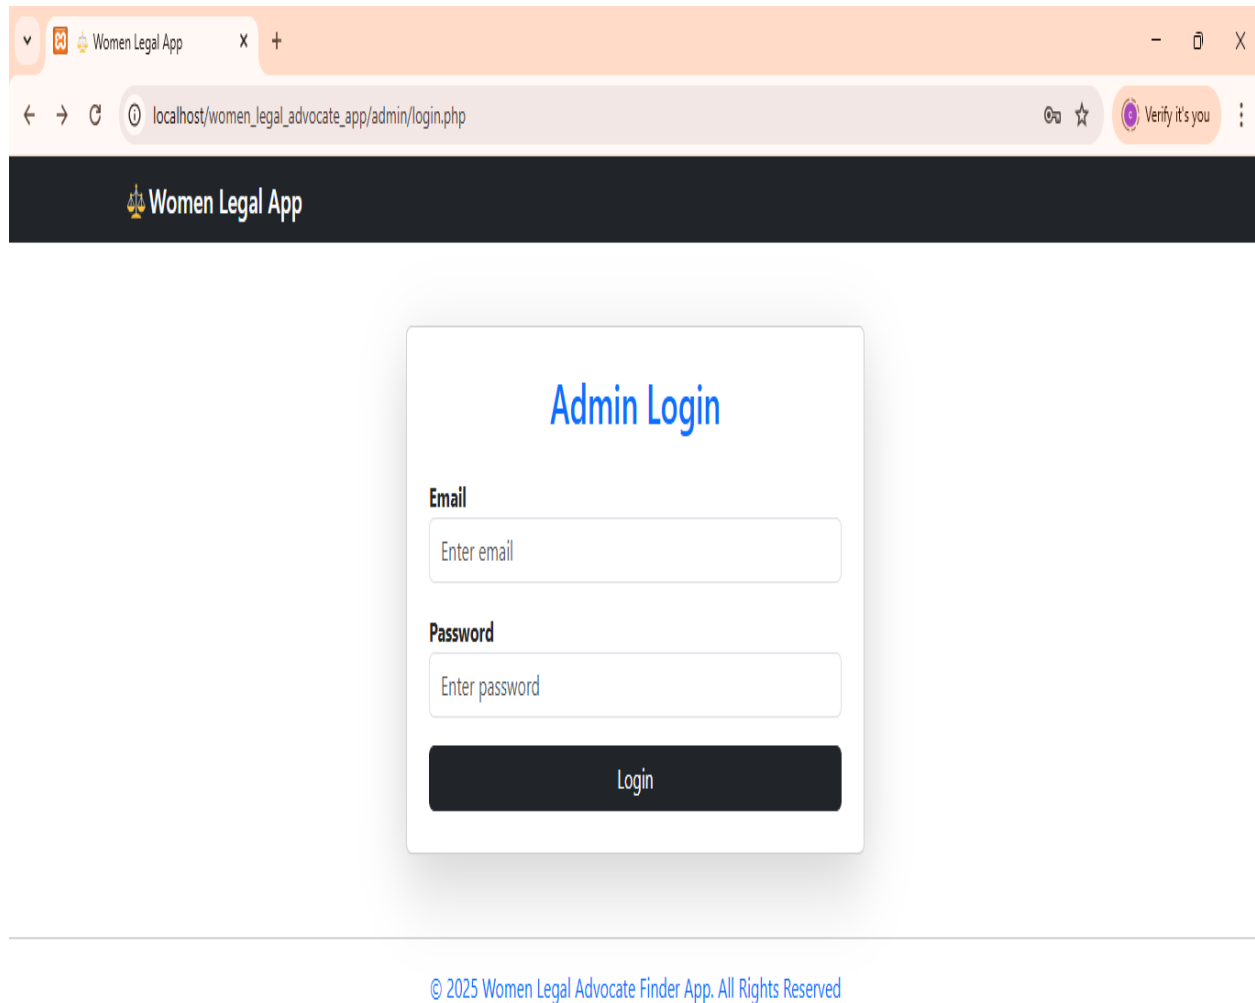 Women Legal App
localhost/women_legal_advocate_app/admin/login.php
Verify it's you
Women Legal App
Admin Login
Email
Enter email
Password
Enter password
Login
© 2025 Women Legal Advocate Finder App. All Rights Reserved